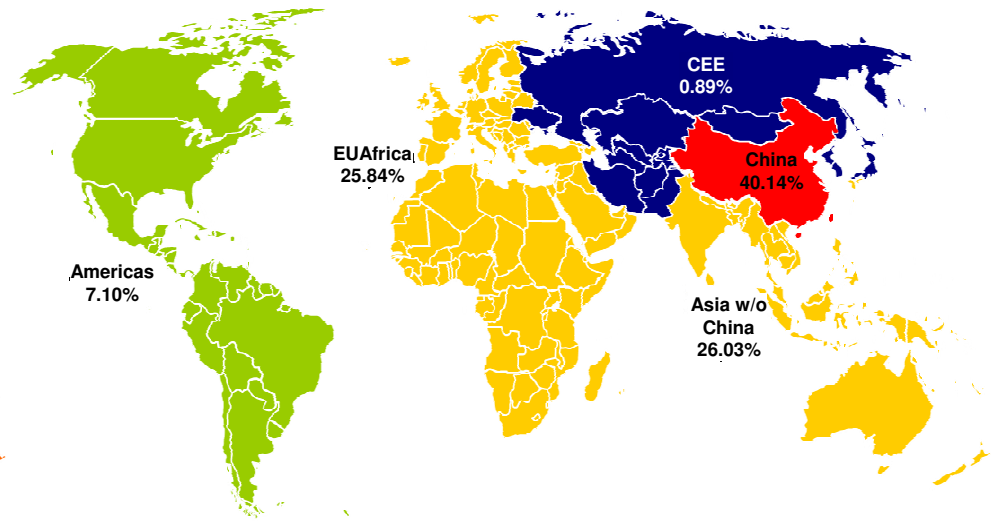 CEE
0.89%
EUAfrica
25.84%
China
40.14%
Americas
7.10%
Asia w/o
China
26.03%